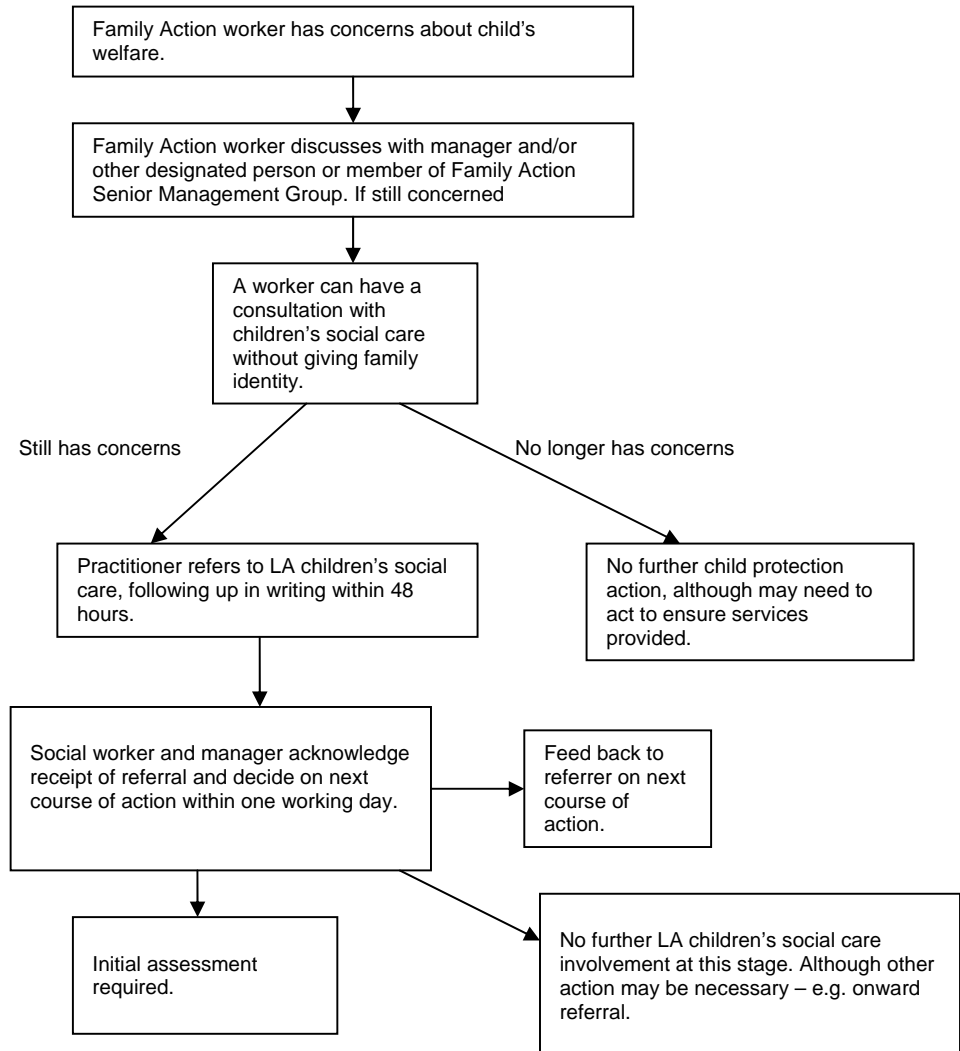 Family Action worker has concerns about child's
welfare.
Family Action worker discusses with manager and/or
other designated person or member of Family Action
Senior Management Group. If still concerned
A worker can have a
consultation with
children's social care
without giving family
identity.
Still has concerns
No longer has concerns
Practitioner refers to LA children's social
care, following up in writing within 48
hours.
No further child protection
action, although may need to
act to ensure services
provided.
Social worker and manager acknowledge
receipt of referral and decide on next
course of action within one working day.
Feed back to
referrer on next
course of
action.
Initial assessment
required.
No further LA children's social care
involvement at this stage. Although other
action may be necessary – e.g. onward
referral.